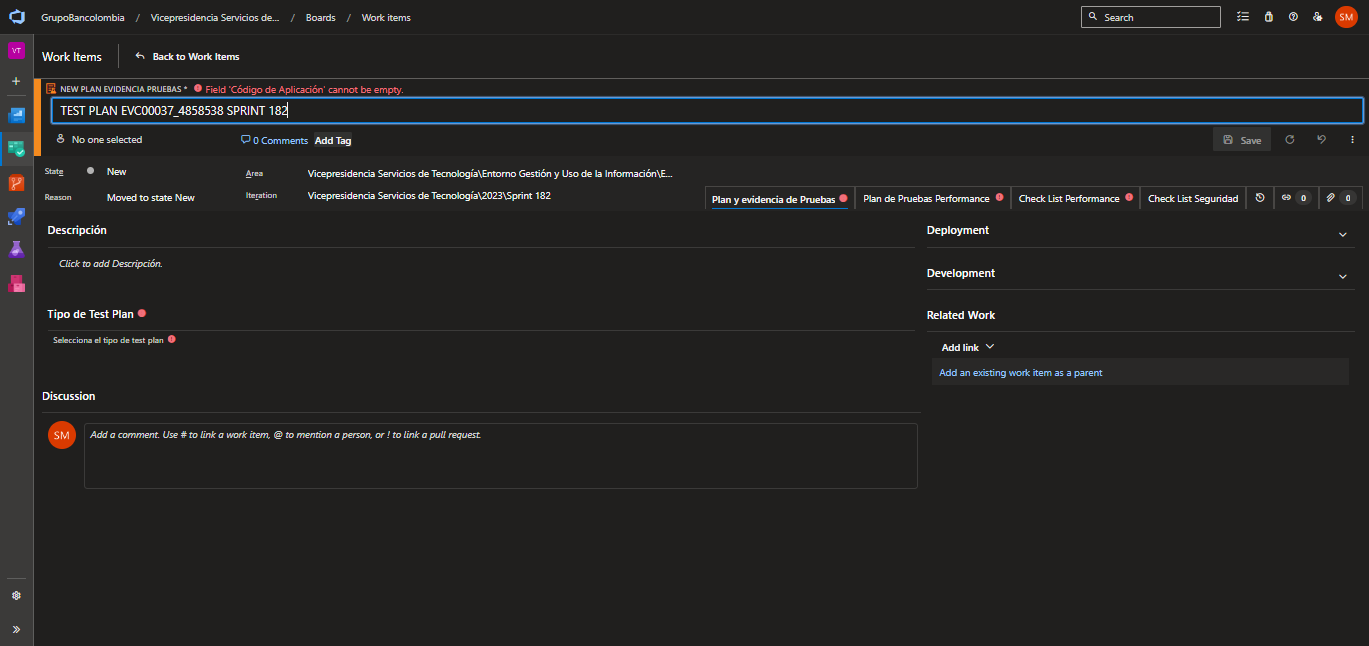 GrupoBancolombia / Vicepresidencia Servicios de... / Boards / Work items
Search
SM
VT
Work Items
Back to Work Items
NEW PLAN EVIDENCIA PRUEBAS * Field 'Código de Aplicación' cannot be empty.
TEST PLAN EVC00037_4858538 SPRINT 182
No one selected
0 Comments
Add Tag
Save
State
New
Area
Vicepresidencia Servicios de Tecnología\Entorno Gestión y Uso de la Información\E...
Reason
Moved to state New
Iteration
Vicepresidencia Servicios de Tecnología\2023\Sprint 182
Plan y evidencia de Pruebas
Plan de Pruebas Performance
Check List Performance
Check List Seguridad
0
0
Descripción
Click to add Descripción.
Tipo de Test Plan
Selecciona el tipo de test plan
Deployment
Development
Related Work
Add link
Add an existing work item as a parent
Discussion
SM
Add a comment. Use # to link a work item, @ to mention a person, or ! to link a pull request.